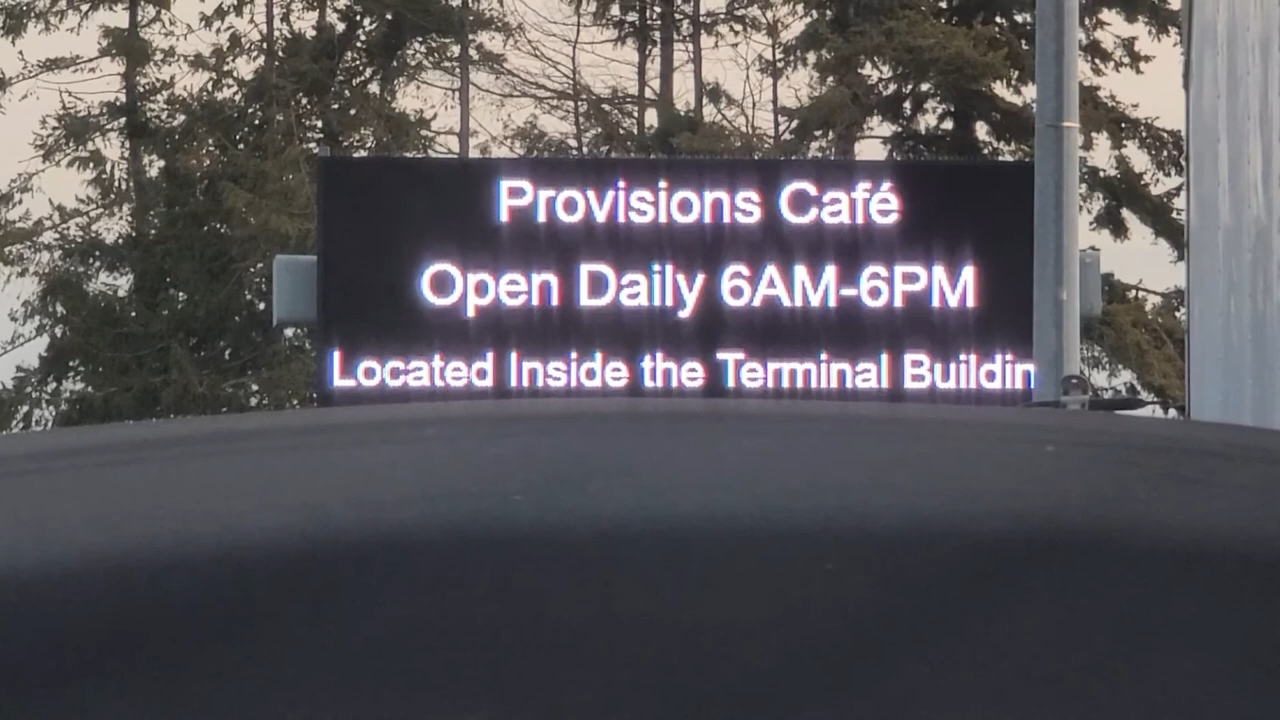 Provisions Café
Open Daily 6AM-6PM
Located Inside the Terminal Buildin